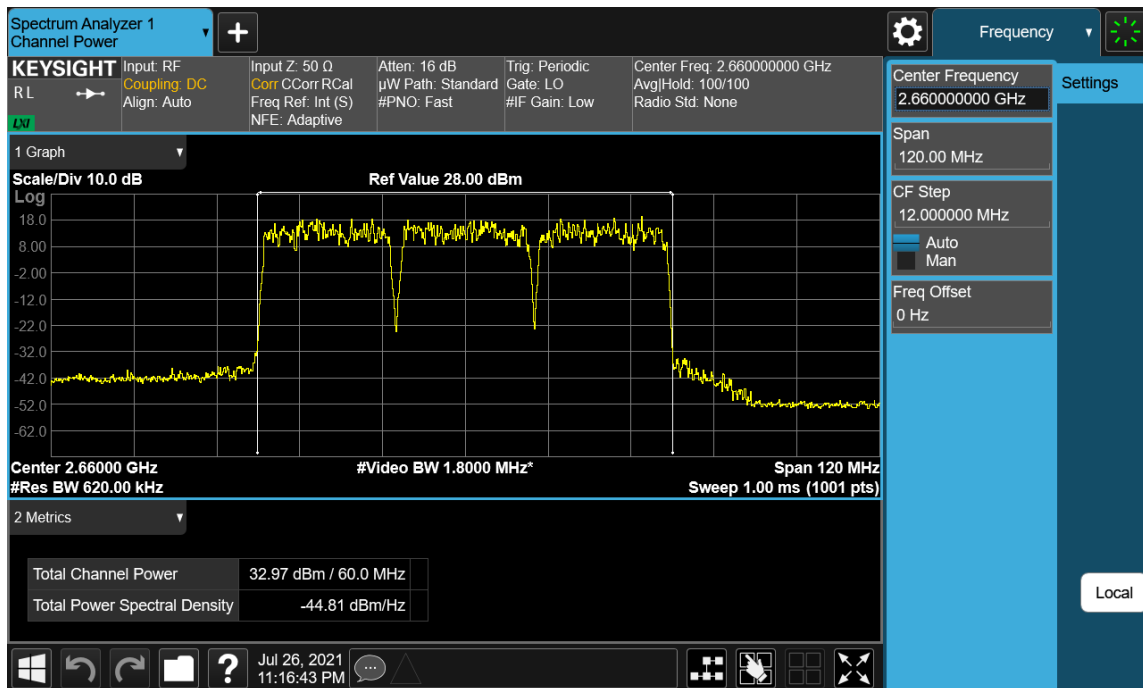 Spectrum Analyzer 1
Channel Power
+
Frequency
KEYSIGHT
R L
LXI
Input: RF
Coupling: DC
Align: Auto
Input Z: 50 Ω
Corr CCorr RCal
Freq Ref: Int (S)
NFE: Adaptive
Atten: 16 dB
µW Path: Standard
#PNO: Fast
Trig: Periodic
Gate: LO
#IF Gain: Low
Center Freq: 2.660000000 GHz
Avg|Hold: 100/100
Radio Std: None
Center Frequency
2.660000000 GHz
Settings
Span
120.00 MHz
CF Step
12.000000 MHz
Auto
Man
Freq Offset
0 Hz
Local
1 Graph
Scale/Div 10.0 dB
Ref Value 28.00 dBm
Log
18.0
8.00
-2.00
-12.0
-22.0
-32.0
-42.0
-52.0
-62.0
Center 2.66000 GHz
#Video BW 1.8000 MHz*
Span 120 MHz
#Res BW 620.00 kHz
Sweep 1.00 ms (1001 pts)
2 Metrics
Total Channel Power 32.97 dBm / 60.0 MHz
Total Power Spectral Density -44.81 dBm/Hz
?
Jul 26, 2021
11:16:43 PM